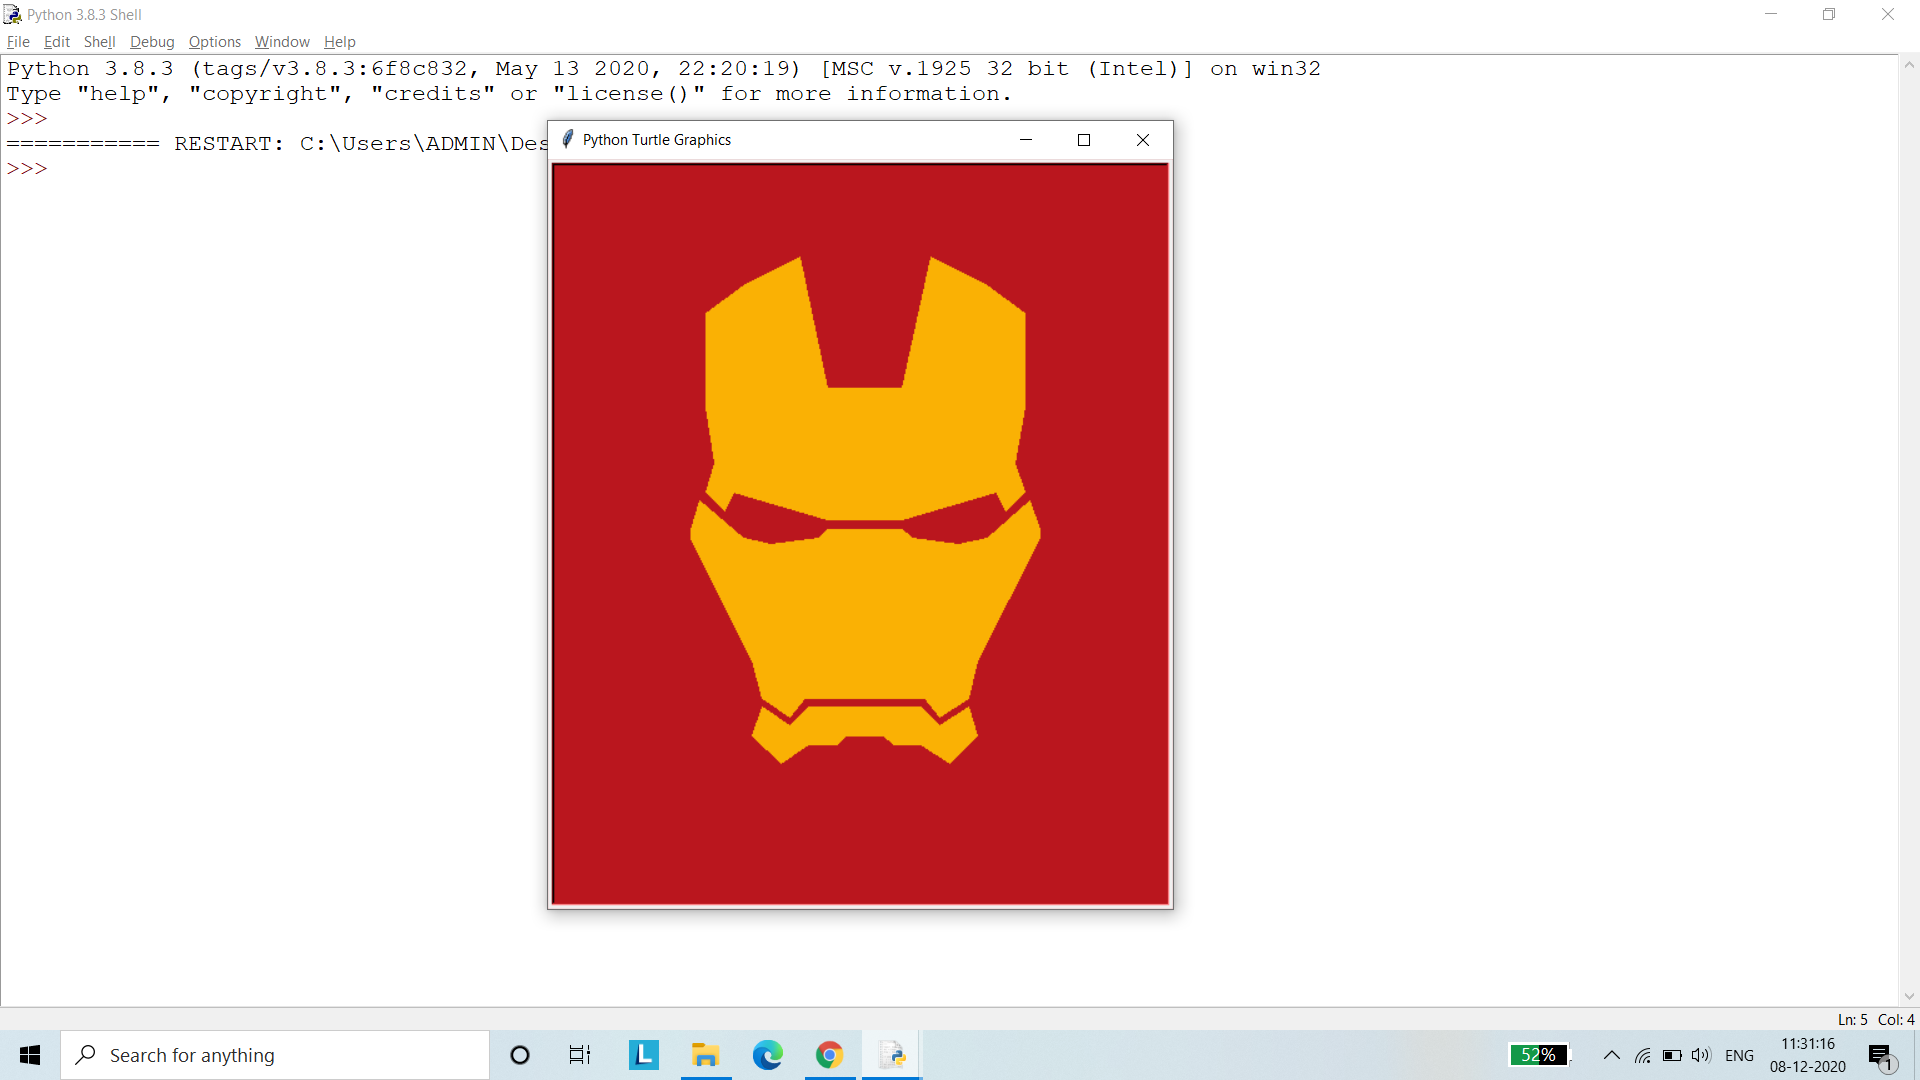 Python 3.8.3 Shell
File Edit Shell Debug Options Window Help
Python 3.8.3 (tags/v3.8.3:6f8c832, May 13 2020, 22:20:19) [MSC v.1925 32 bit (Intel)] on win32
Type "help", "copyright", "credits" or "license()" for more information.
>>>
=========== RESTART: C:\Users\ADMIN\Des
>>>
Python Turtle Graphics
Ln: 5 Col: 4
Search for anything
L
52%
ENG
11:31:16
08-12-2020
1